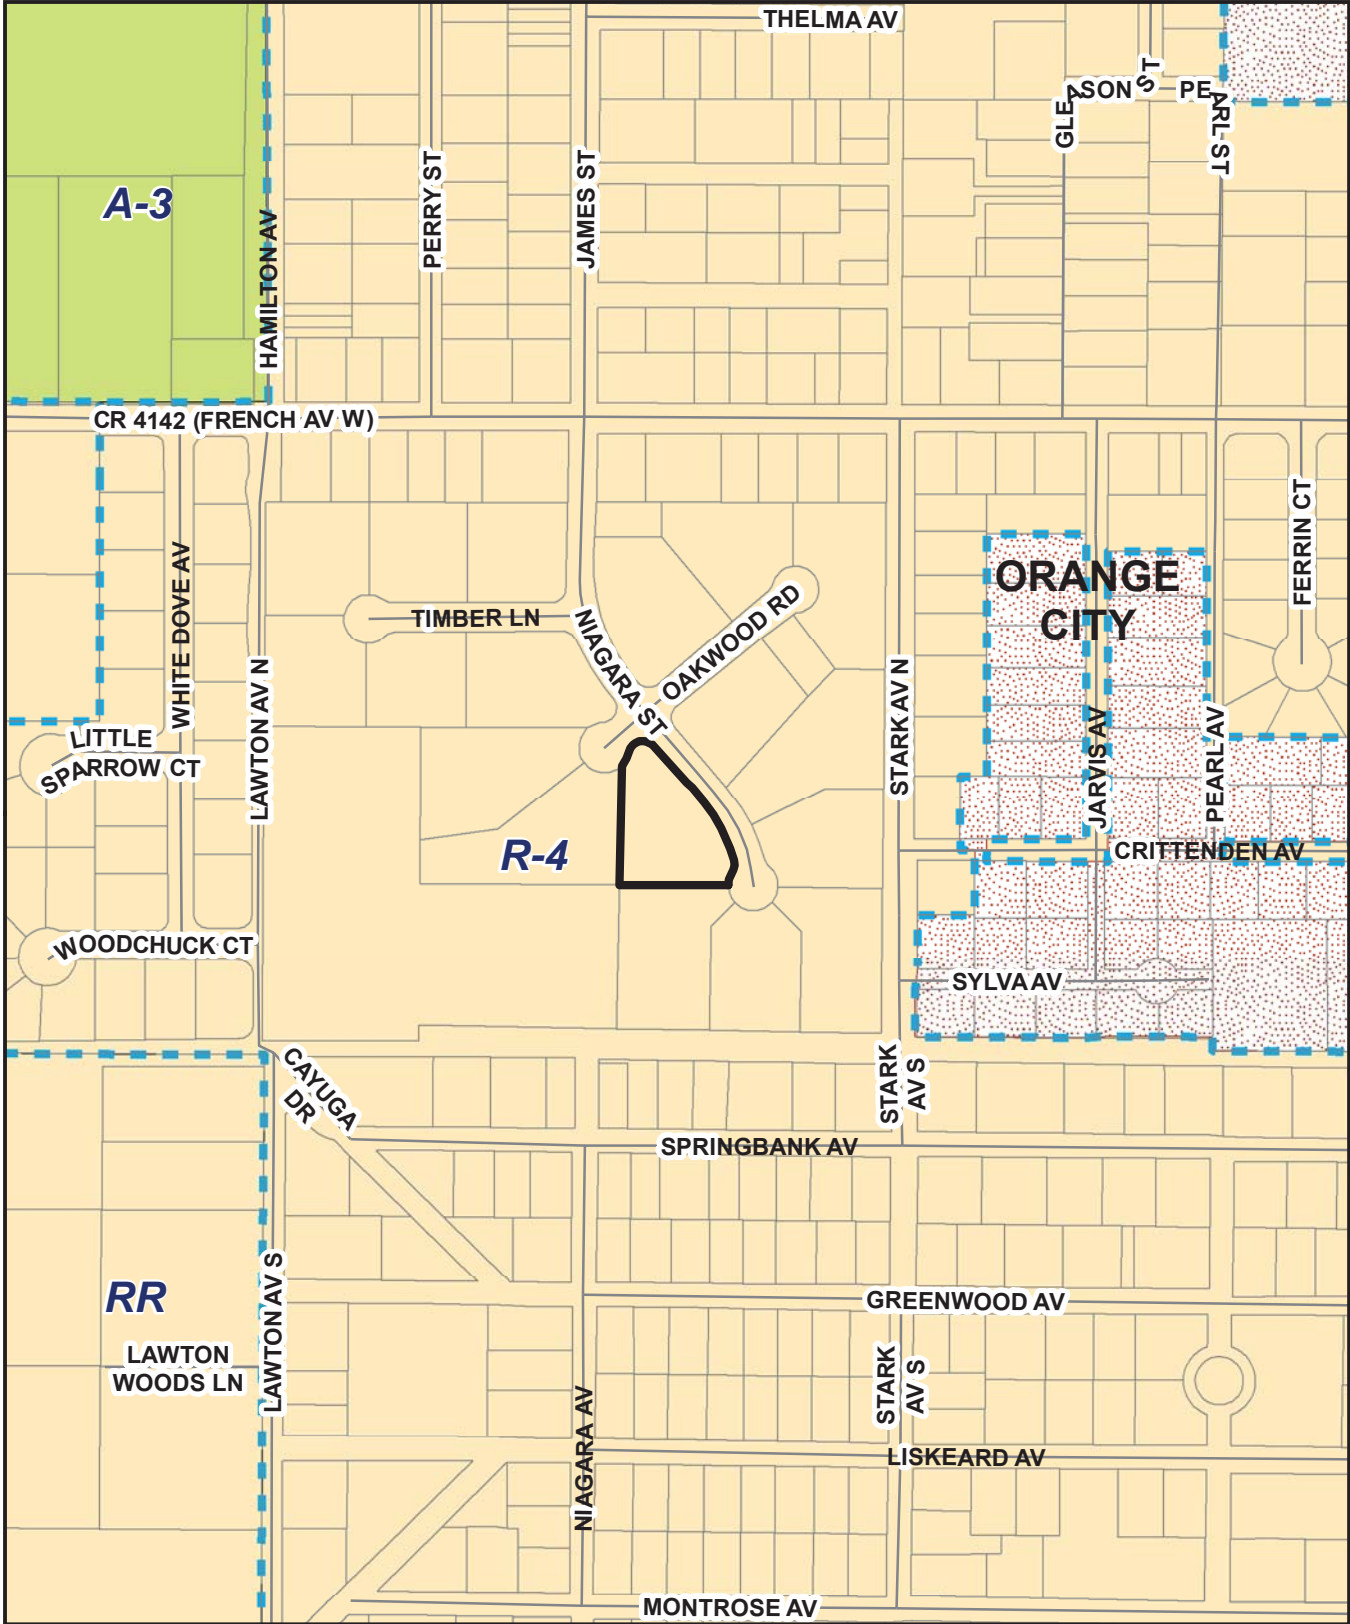 THELMA AV
GLEASON ST
PEARL ST
A-3
PERRY ST
JAMES ST
HAMILTON AV
CR 4142 (FRENCH AV W)
FERRIN CT
ORANGE
CITY
WHITE DOVE AV
TIMBER LN
NIAGARA ST
OAKWOOD RD
LAWTON AV N
STARK AV N
JARVIS AV
PEARL AV
LITTLE
SPARROW CT
R-4
CRITTENDEN AV
WOODCHUCK CT
SYLVA AV
CAYUGA
DR
STARK
AV S
SPRINGBANK AV
LAWTON AV S
RR
GREENWOOD AV
LAWTON
WOODS LN
STARK
AV S
NIAGARA AV
LISKEARD AV
MONTROSE AV